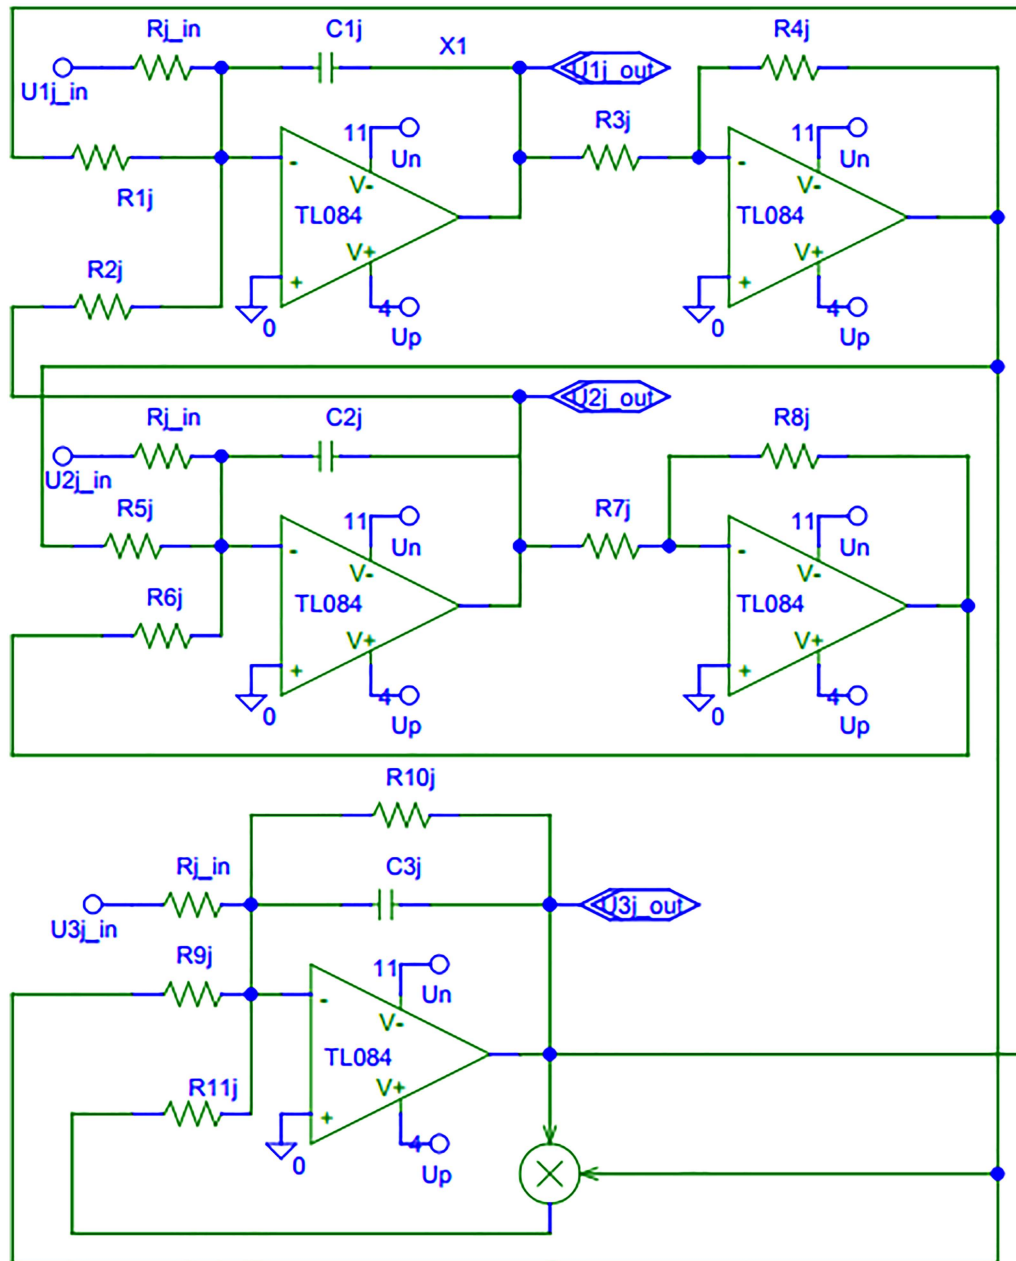 Rj_in C1j X1 R4j
U1j_in U1j_out
R3j
11 Un 11 Un
R1j - V- - V-
TL084 TL084
R2j V+ V+
+ 4 + 4
0 Up 0 Up
U2j_out
Rj_in C2j R8j
U2j_in
R5j 11 R7j 11
Un Un
- V- - V-
R6j TL084 TL084
V+ V+
+ 4 + 4
0 Up 0 Up
R10j
Rj_in C3j
U3j_in U3j_out
R9j 11
Un
- V-
TL084
R11j V+
+ 4
0 Up